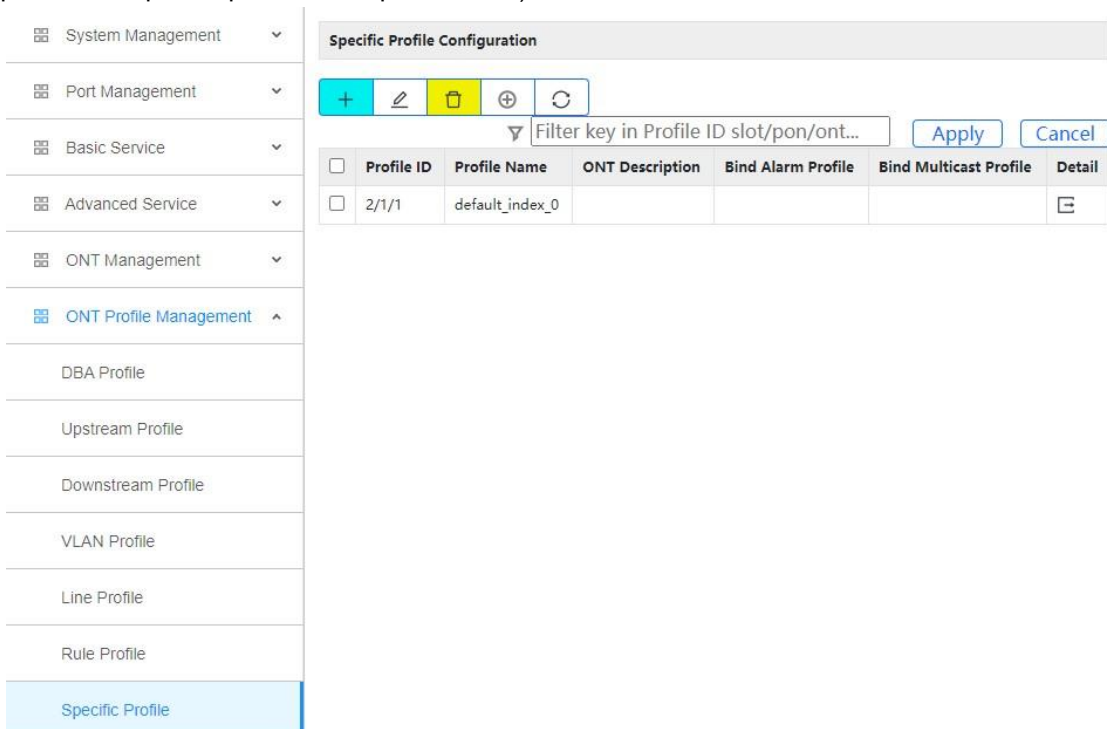 System Management
Port Management
Basic Service
Advanced Service
ONT Management
ONT Profile Management
DBA Profile
Upstream Profile
Downstream Profile
VLAN Profile
Line Profile
Rule Profile
Specific Profile
Specific Profile Configuration
Filter key in Profile ID slot/pon/ont... Apply Cancel
Profile ID Profile Name ONT Description Bind Alarm Profile Bind Multicast Profile Detail
2/1/1 default_index_0